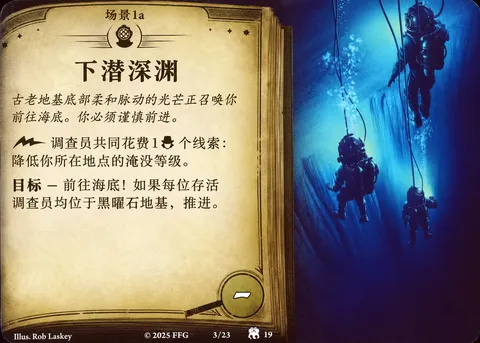 场景1a
下潜深渊
古老地基底部柔和脉动的光芒正召唤你
前往海底。你必须谨慎前进。
调查员共同花费1 个线索：
降低你所在地点的淹没等级。
目标 – 前往海底！如果每位存活
调查员均位于黑曜石地基，推进。
–
Illus. Rob Laskey
© 2025 FFG
3/23
19